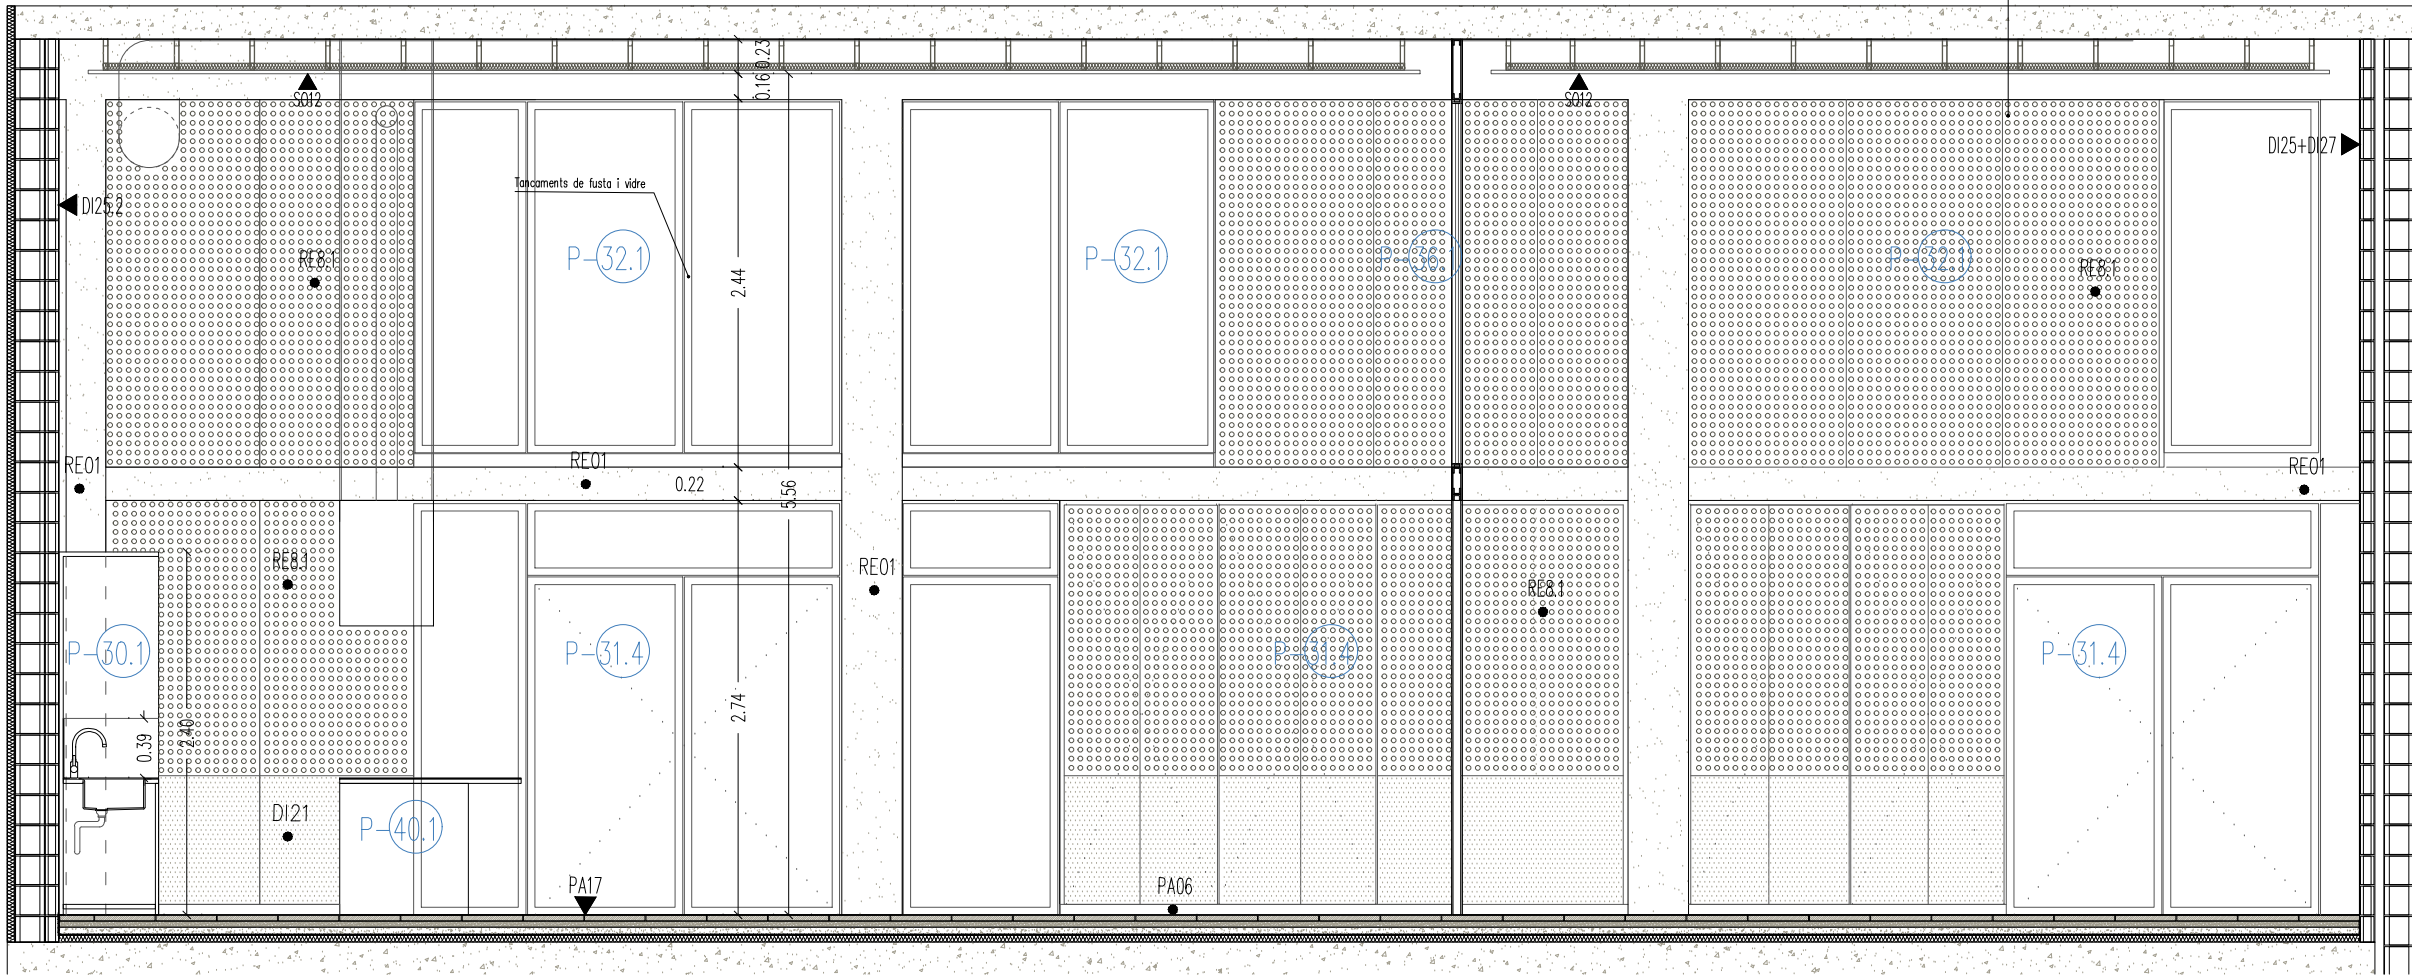 0.23
0.16
SO12
SO12
DI25+DI27
DI25.2
Tancaments de fusta i vidre
P-32.1
P-32.1
P-36.1
P-32.1
RE8.1
RE8.1
2.44
RE01
RE01
0.22
5.56
RE01
RE8.1
RE01
RE8.1
P-30.1
P-31.4
P-31.4
P-31.4
2.74
2.40
0.39
DI21
P-40.1
PA17
PA06